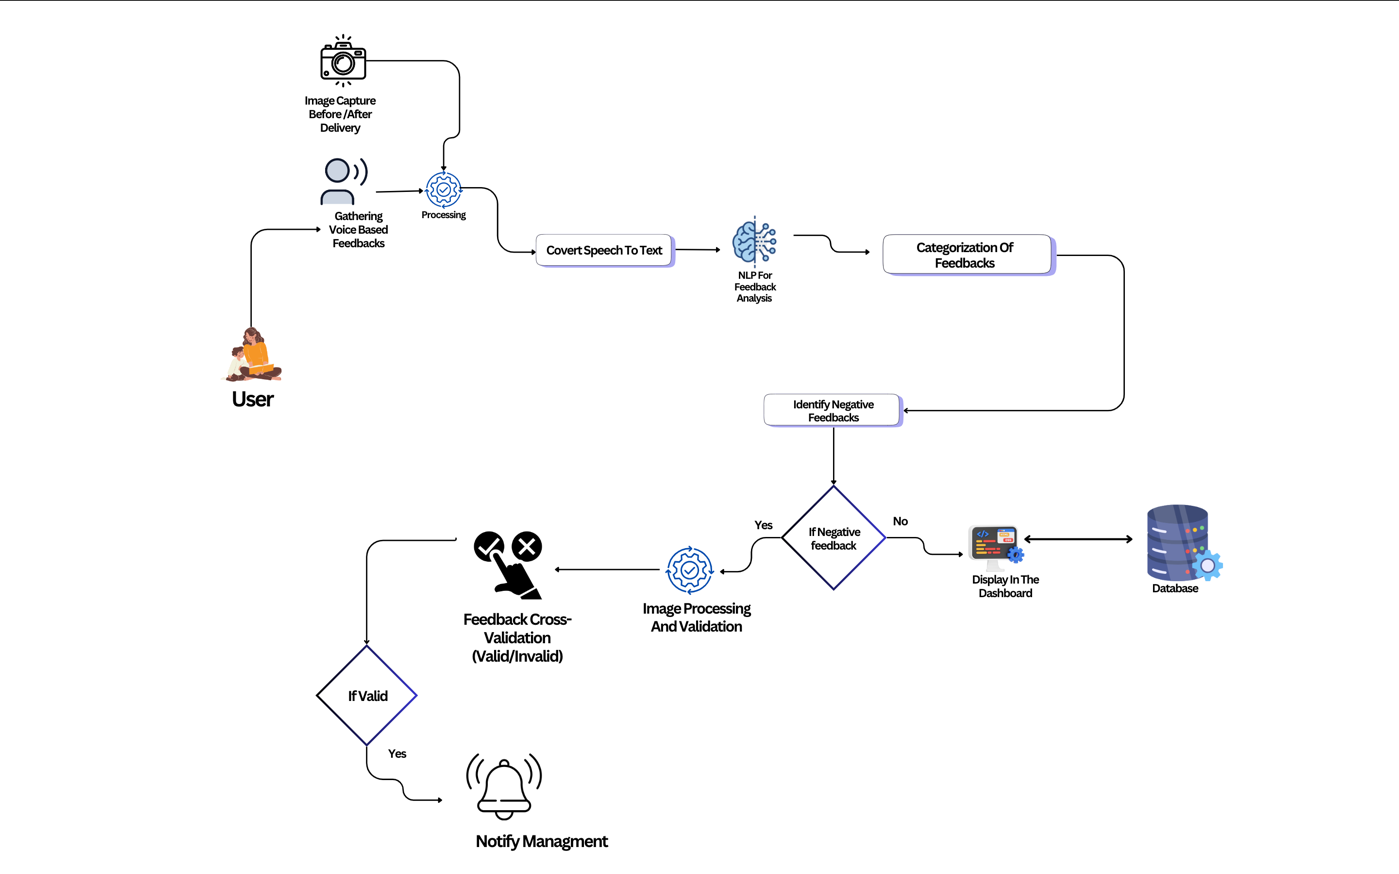 Image Capture
Before /After
Delivery
Gathering
Voice Based
Feedbacks
Processing
User
Covert Speech To Text
NLP For
Feedback
Analysis
Categorization Of
Feedbacks
Identify Negative
Feedbacks
If Negative
feedback
Yes
No
Display In The
Dashboard
Database
Image Processing
And Validation
Feedback Cross-
Validation
(Valid/Invalid)
If Valid
Yes
Notify Managment